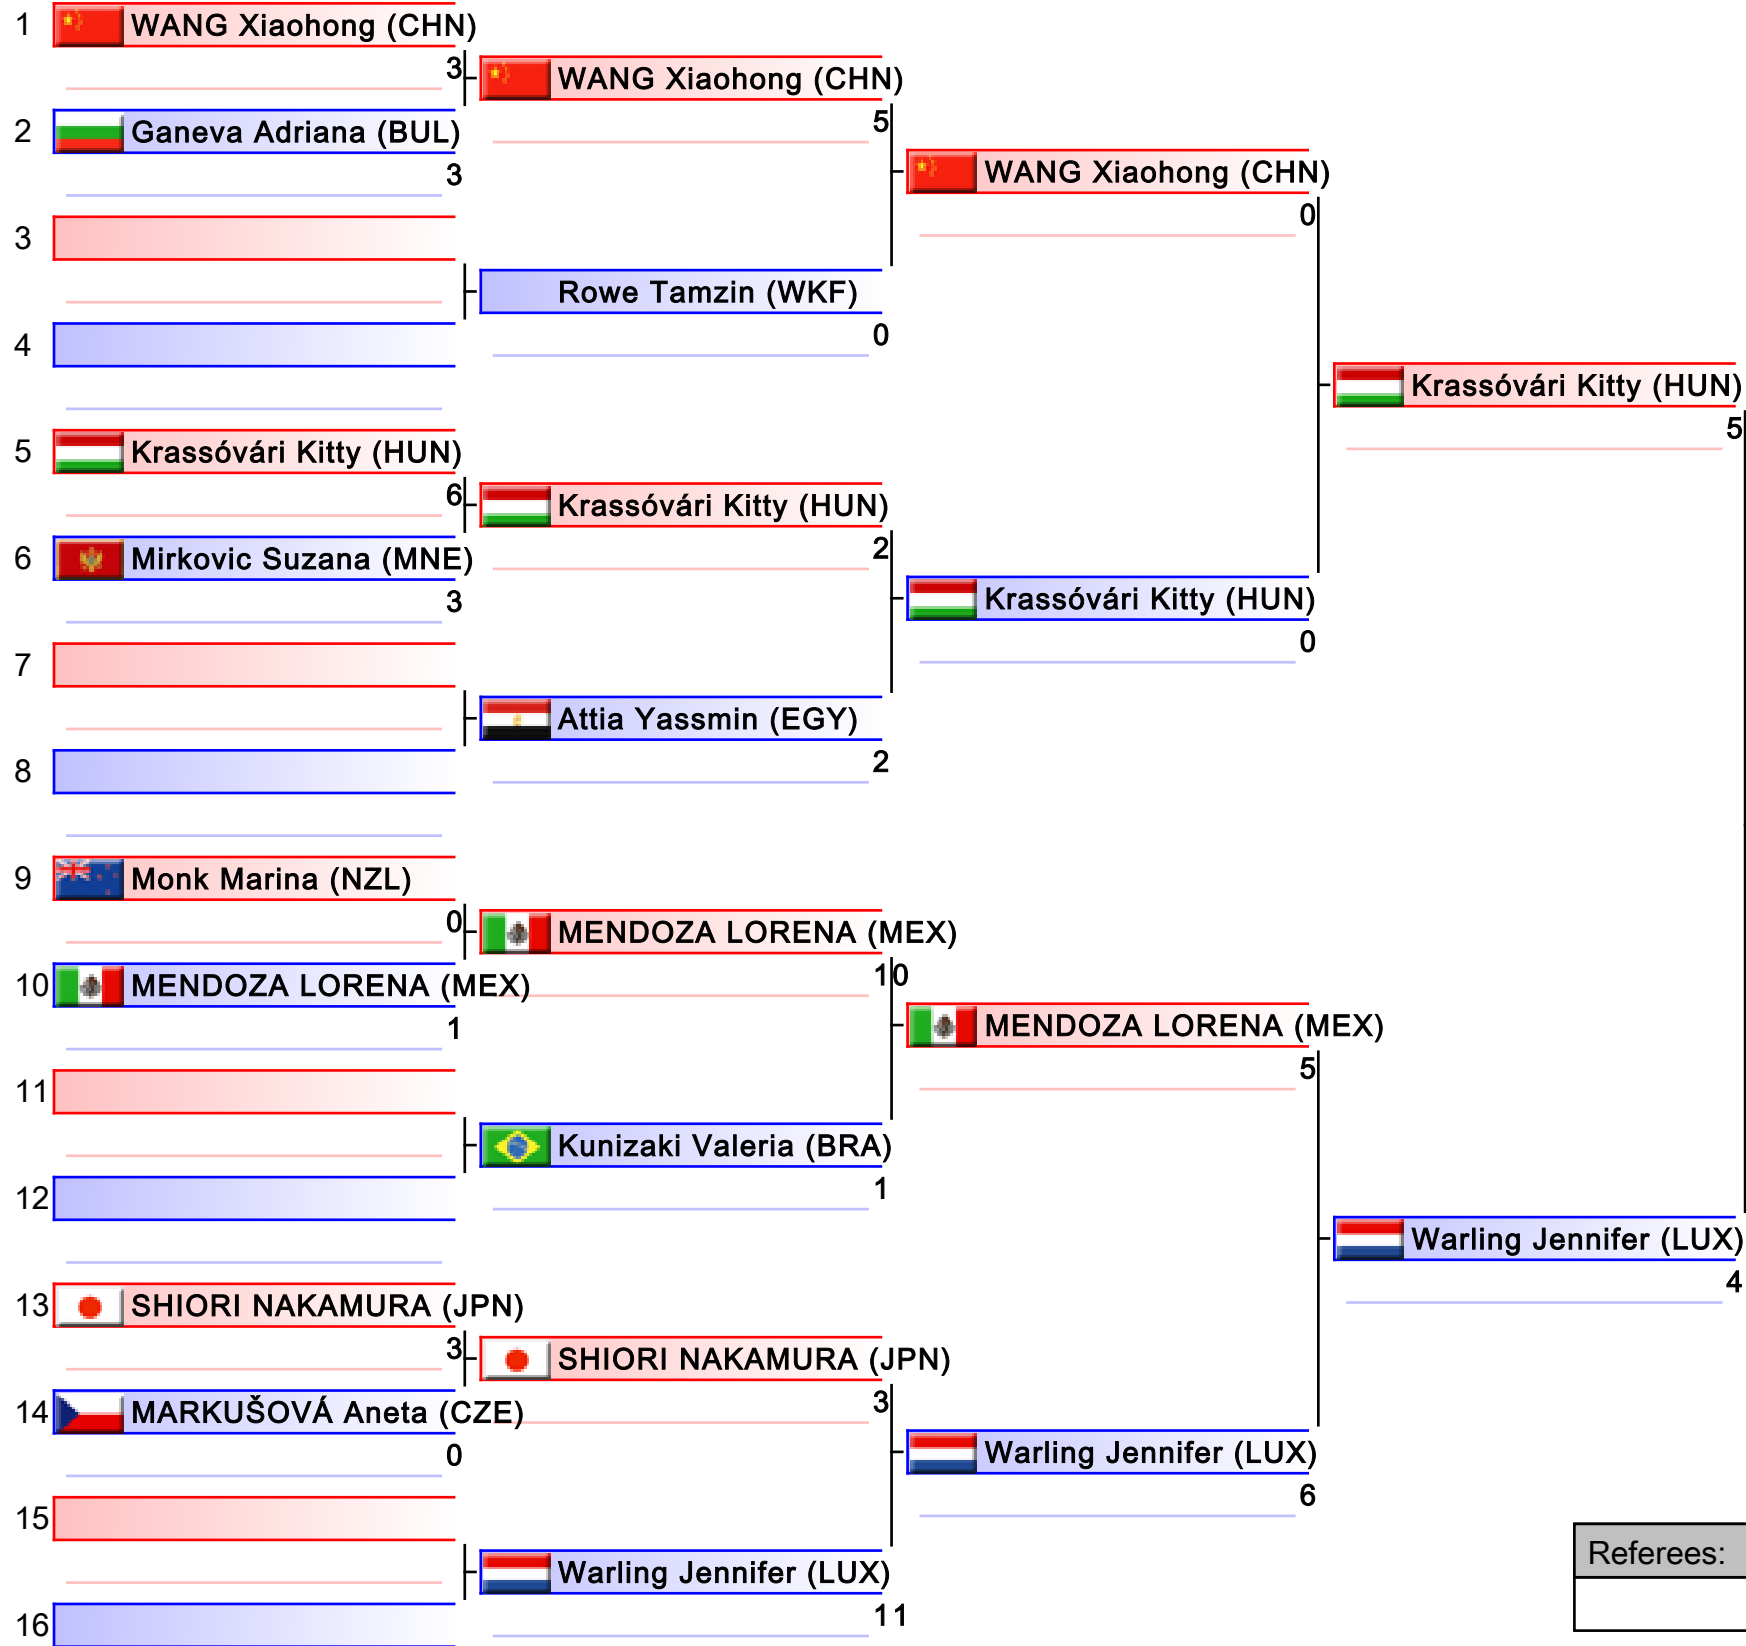 1 WANG Xiaohong (CHN)
3
WANG Xiaohong (CHN)
5
2 Ganeva Adriana (BUL)
3
WANG Xiaohong (CHN)
0
3
Rowe Tamzin (WKF)
0
4
Krassóvári Kitty (HUN)
5
5 Krassóvári Kitty (HUN)
6
Krassóvári Kitty (HUN)
2
6 Mirkovic Suzana (MNE)
3
Krassóvári Kitty (HUN)
0
7
Attia Yassmin (EGY)
2
8
9 Monk Marina (NZL)
0
MENDOZA LORENA (MEX)
10
10 MENDOZA LORENA (MEX)
1
MENDOZA LORENA (MEX)
5
11
Kunizaki Valeria (BRA)
1
12
Warling Jennifer (LUX)
4
13 SHIORI NAKAMURA (JPN)
3
SHIORI NAKAMURA (JPN)
3
14 MARKUŠOVÁ Aneta (CZE)
0
Warling Jennifer (LUX)
6
15
Warling Jennifer (LUX)
11
16
Referees: